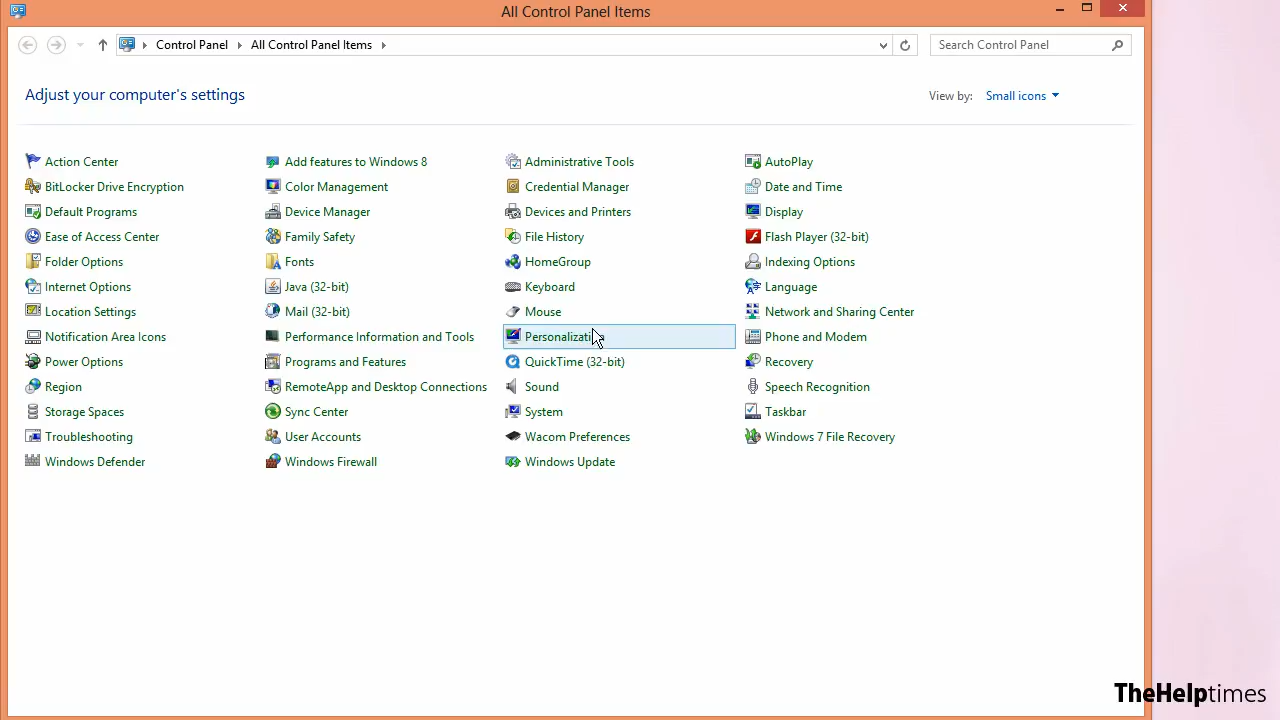 All Control Panel Items
Control Panel All Control Panel Items
Search Control Panel
Adjust your computer's settings
View by: Small icons
Action Center
Add features to Windows 8
Administrative Tools
AutoPlay
BitLocker Drive Encryption
Color Management
Credential Manager
Date and Time
Default Programs
Device Manager
Devices and Printers
Display
Ease of Access Center
Family Safety
File History
Flash Player (32-bit)
Folder Options
Fonts
HomeGroup
Indexing Options
Internet Options
Java (32-bit)
Keyboard
Language
Location Settings
Mail (32-bit)
Mouse
Network and Sharing Center
Notification Area Icons
Performance Information and Tools
Personalization
Phone and Modem
Power Options
Programs and Features
QuickTime (32-bit)
Recovery
Region
RemoteApp and Desktop Connections
Sound
Speech Recognition
Storage Spaces
Sync Center
System
Taskbar
Troubleshooting
User Accounts
Wacom Preferences
Windows 7 File Recovery
Windows Defender
Windows Firewall
Windows Update
TheHelptimes